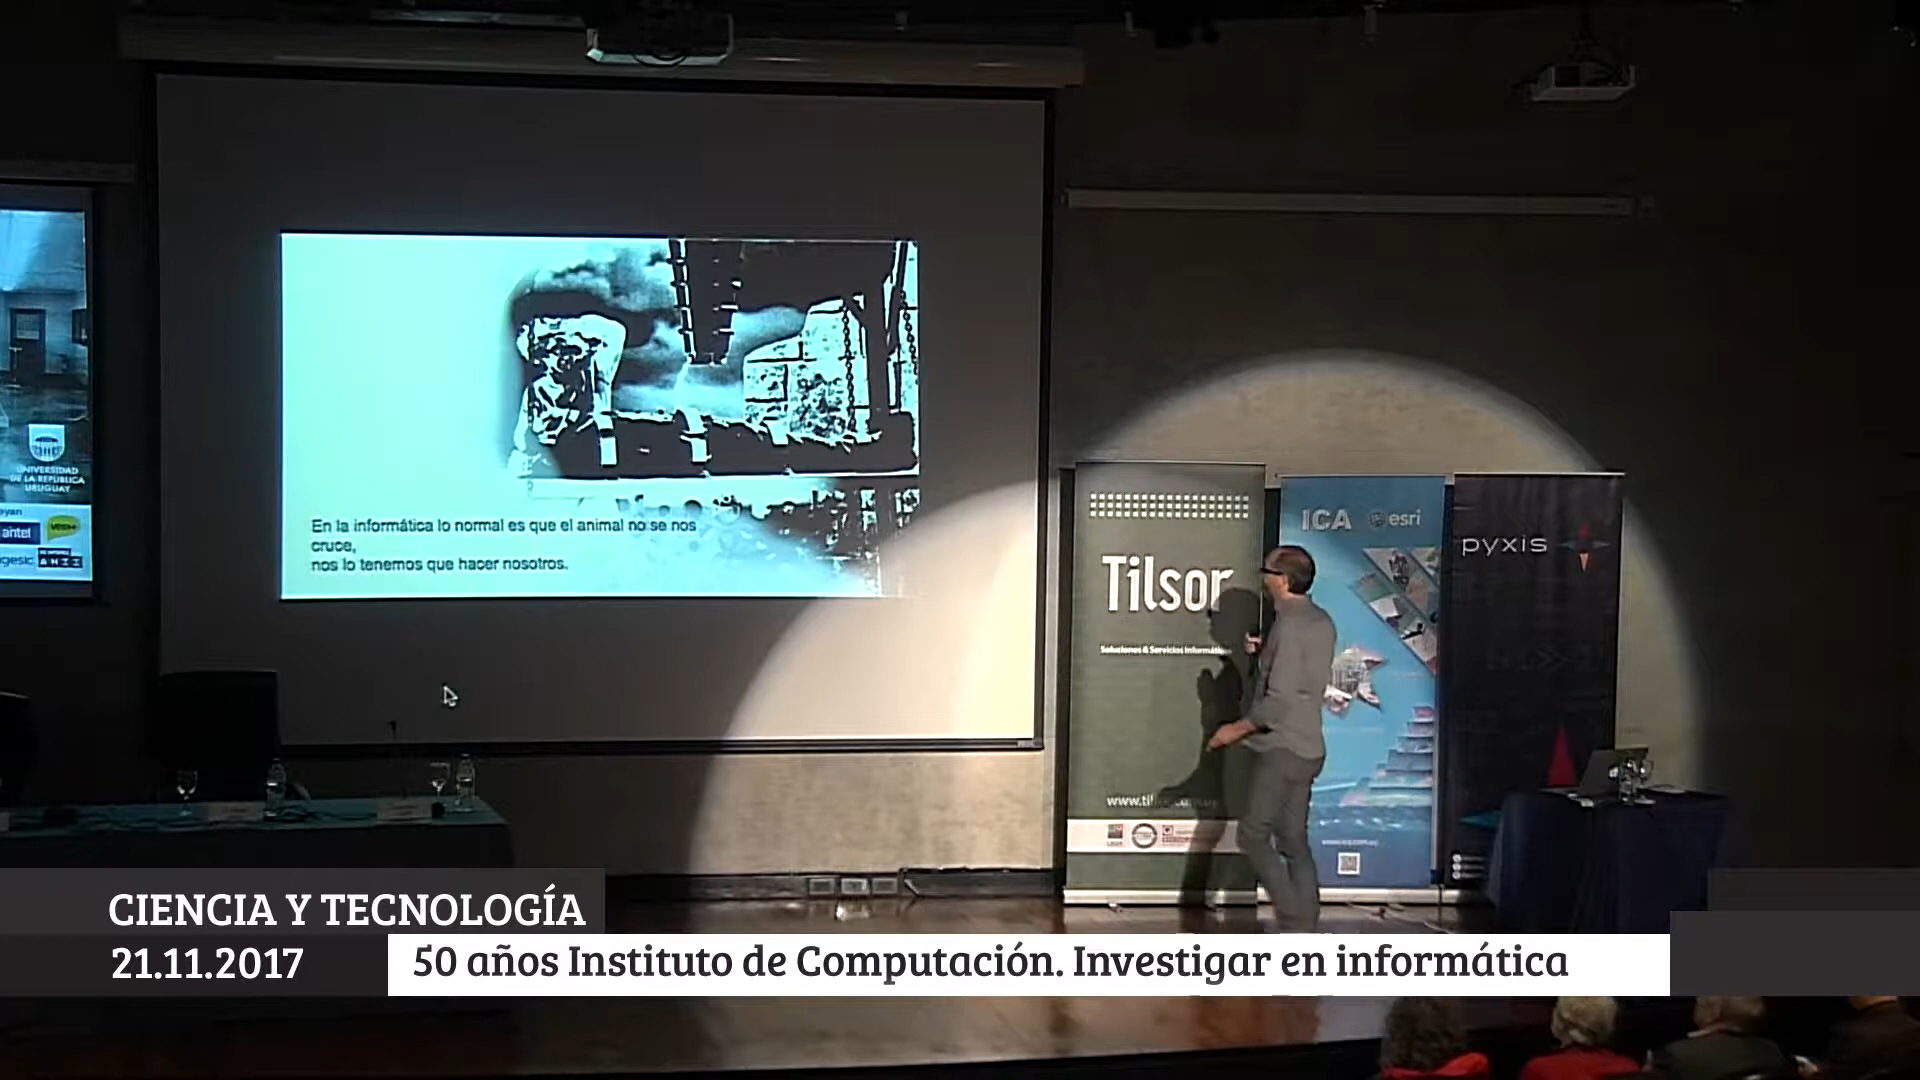 En la informática lo normal es que el animal no se nos
cruce,
nos lo tenemos que hacer nosotros.
UNIVERSIDAD
DE LA REPÚBLICA
URUGUAY
antel
Tilsor
Soluciones & Servicios Informáti
ICA
esri
pyxis
CIENCIA Y TECNOLOGÍA
21.11.2017
50 años Instituto de Computación. Investigar en informática